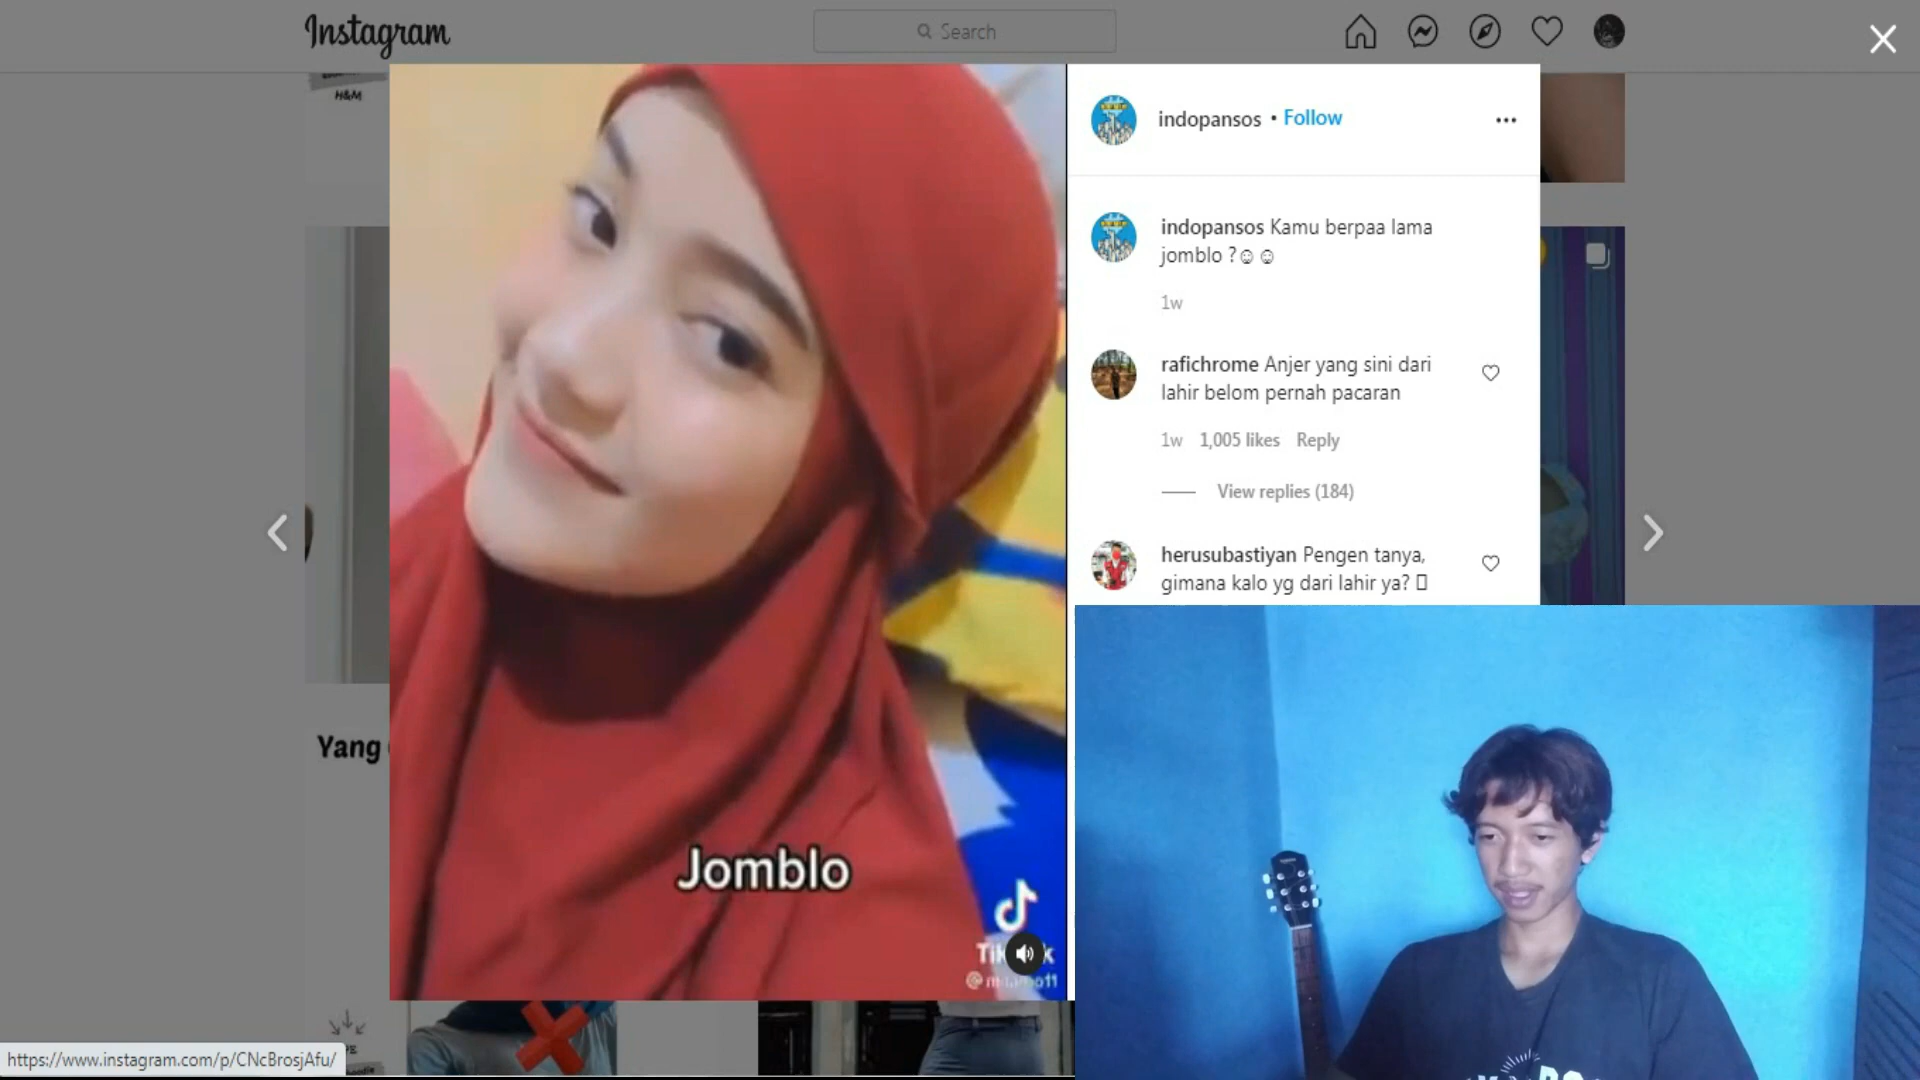 Instagram
Search
H&M
indopansos • Follow
indopansos Kamu berpaa lama
jomblo ?☺☺
1w
rafichrome Anjer yang sini dari
lahir belom pernah pacaran
1w 1,005 likes Reply
View replies (184)
herusubastiyan Pengen tanya,
gimana kalo yg dari lahir ya?
Yang
Jomblo
https://www.instagram.com/p/CNcBrosjAfu/